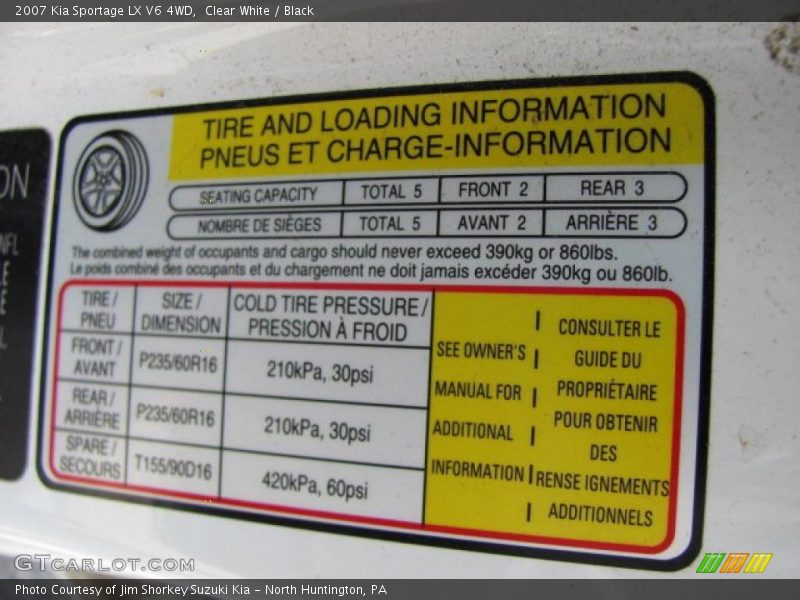 2007 Kia Sportage LX V6 4WD,  Clear White / Black
TIRE AND LOADING INFORMATION
PNEUS ET CHARGE-INFORMATION
SEATING CAPACITY TOTAL 5 FRONT 2 REAR 3
NOMBRE DE SIÈGES TOTAL 5 AVANT 2 ARRIÈRE 3
The combined weight of occupants and cargo should never exceed 390kg or 860lbs.
Le poids combiné des occupants et du chargement ne doit jamais excéder 390kg ou 860lb.
TIRE / PNEU SIZE / DIMENSION COLD TIRE PRESSURE / PRESSION À FROID
FRONT / AVANT P235/60R16 210kPa, 30psi
REAR / ARRIÈRE P235/60R16 210kPa, 30psi
SPARE / SECOURS T155/90D16 420kPa, 60psi
SEE OWNER'S
MANUAL FOR
ADDITIONAL
INFORMATION
CONSULTER LE
GUIDE DU
PROPRIÉTAIRE
POUR OBTENIR
DES
RENSE IGNEMENTS
ADDITIONNELS
ON
NFL
E
E
L
GTCARLOT.COM
Photo Courtesy of Jim Shorkey Suzuki Kia - North Huntington, PA